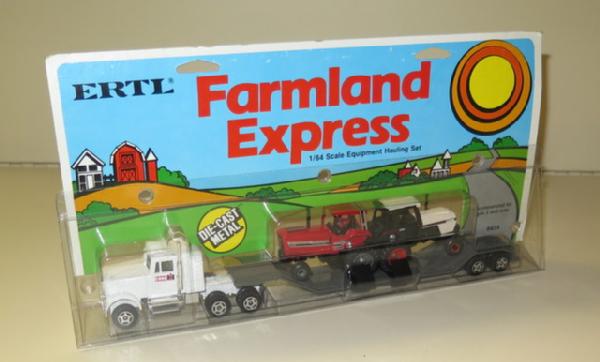 ERTL®
Farmland
Express
1/64 Scale Equipment Hauling Set
DIE-CAST
METAL